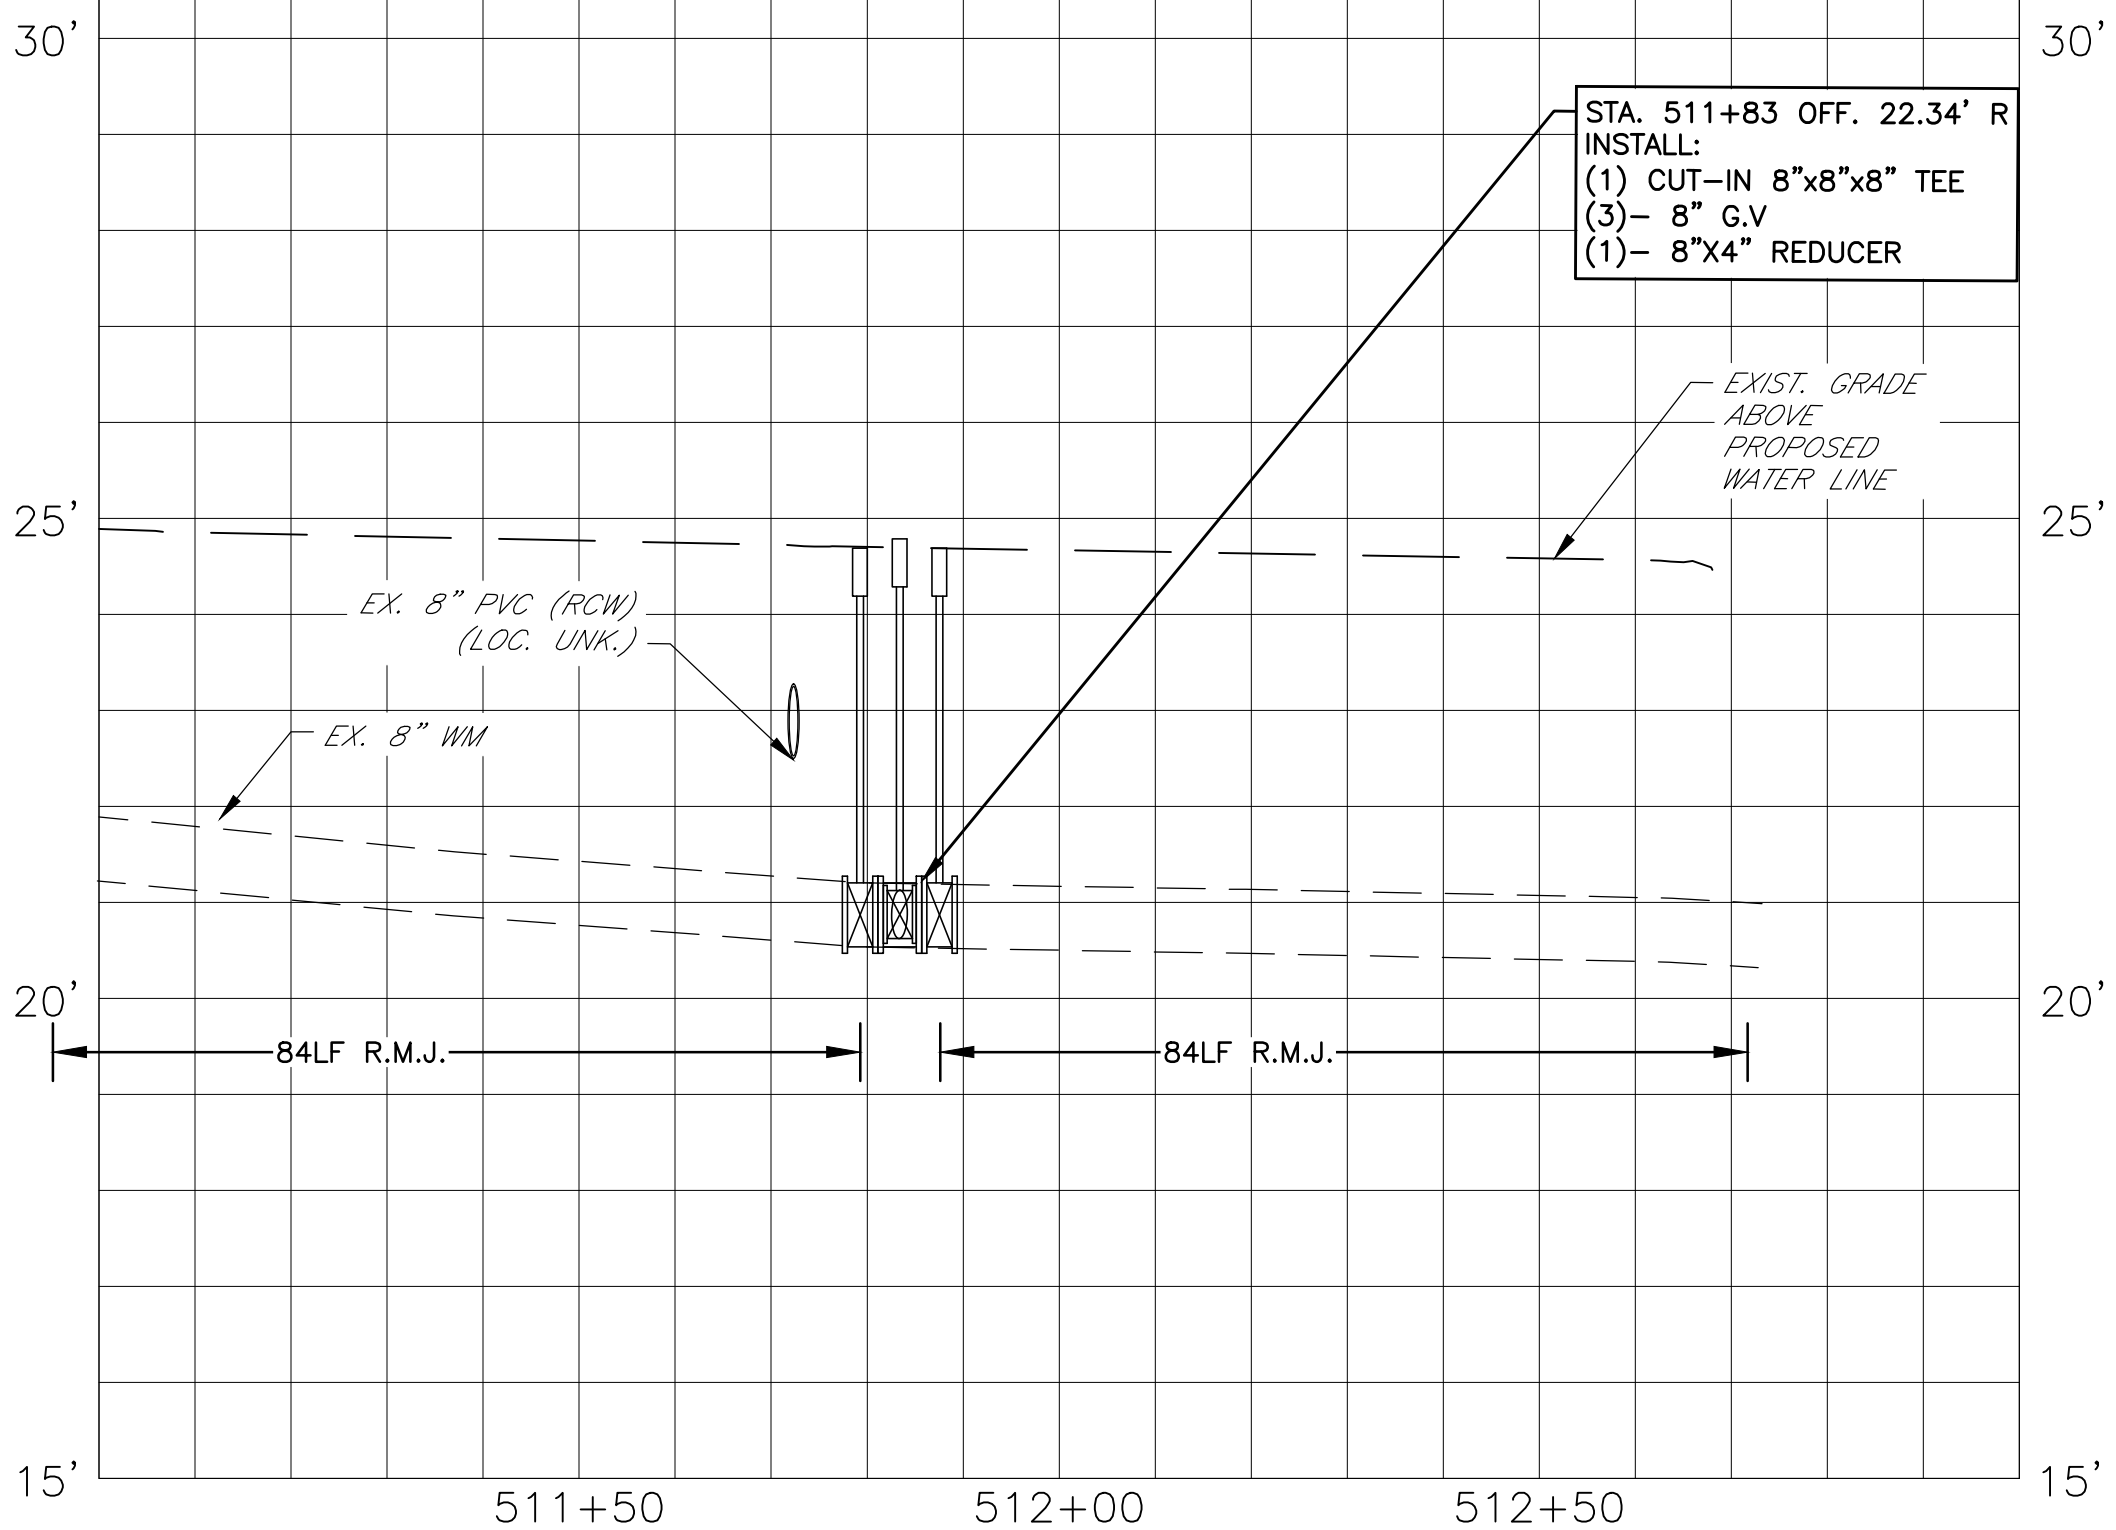 30' 30'
STA. 511+83 OFF. 22.34' R
INSTALL:
(1) CUT-IN 8”x8”x8” TEE
(3)- 8” G.V
(1)- 8”X4” REDUCER
EXIST. GRADE
ABOVE
PROPOSED
WATER LINE
25' 25'
EX. 8” PVC (RCW)
(LOC. UNK.)
EX. 8” WM
20' 20'
84LF R.M.J. 84LF R.M.J.
15' 15'
511+50 512+00 512+50